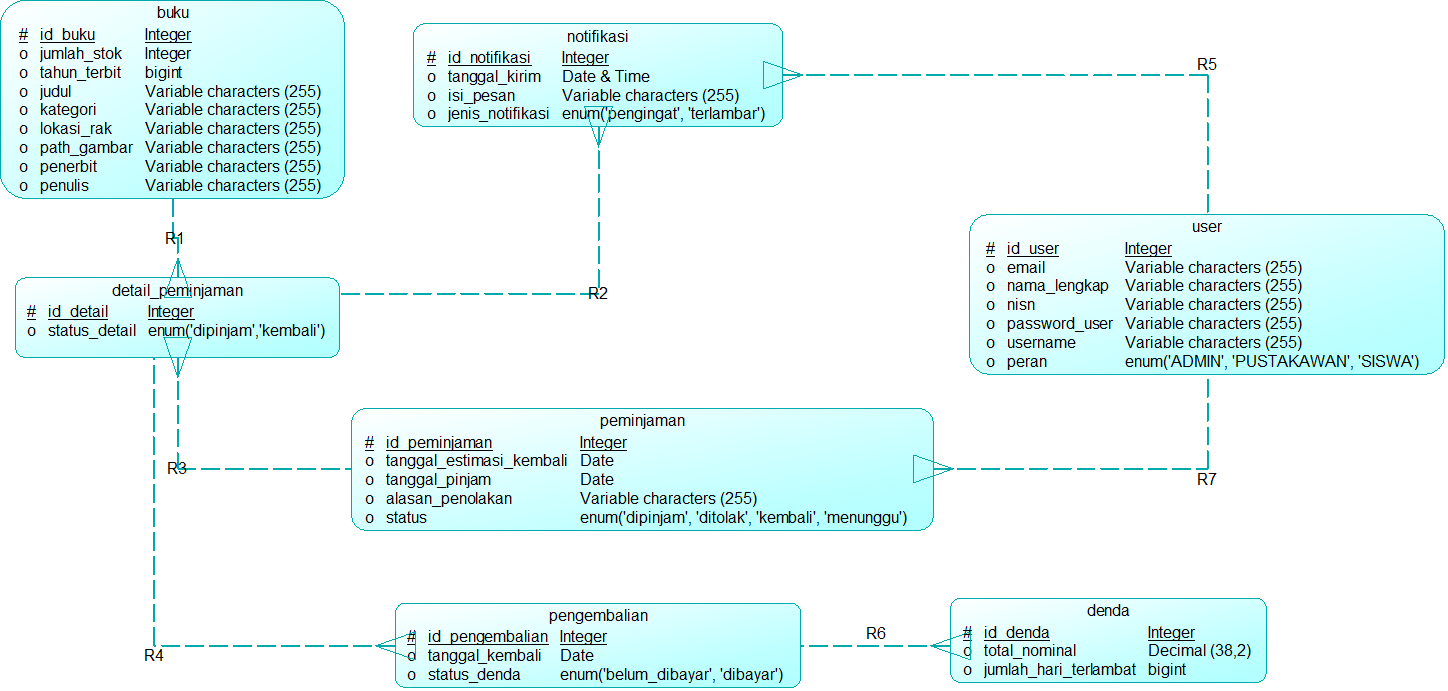 buku
# id_buku Integer
o jumlah_stok Integer
o tahun_terbit bigint
o judul Variable characters (255)
o kategori Variable characters (255)
o lokasi_rak Variable characters (255)
o path_gambar Variable characters (255)
o penerbit Variable characters (255)
o penulis Variable characters (255)
notifikasi
# id_notifikasi Integer
o tanggal_kirim Date & Time
o isi_pesan Variable characters (255)
o jenis_notifikasi enum('pengingat', 'terlambar')
R5
R1
R2
user
# id_user Integer
o email Variable characters (255)
o nama_lengkap Variable characters (255)
o nisn Variable characters (255)
o password_user Variable characters (255)
o username Variable characters (255)
o peran enum('ADMIN', 'PUSTAKAWAN', 'SISWA')
detail_peminjaman
# id_detail Integer
o status_detail enum('dipinjam','kembali')
R3
peminjaman
# id_peminjaman Integer
o tanggal_estimasi_kembali Date
o tanggal_pinjam Date
o alasan_penolakan Variable characters (255)
o status enum('dipinjam', 'ditolak', 'kembali', 'menunggu')
R7
R4
pengembalian
# id_pengembalian Integer
o tanggal_kembali Date
o status_denda enum('belum_dibayar', 'dibayar')
R6
denda
# id_denda Integer
o total_nominal Decimal (38,2)
o jumlah_hari_terlambat bigint